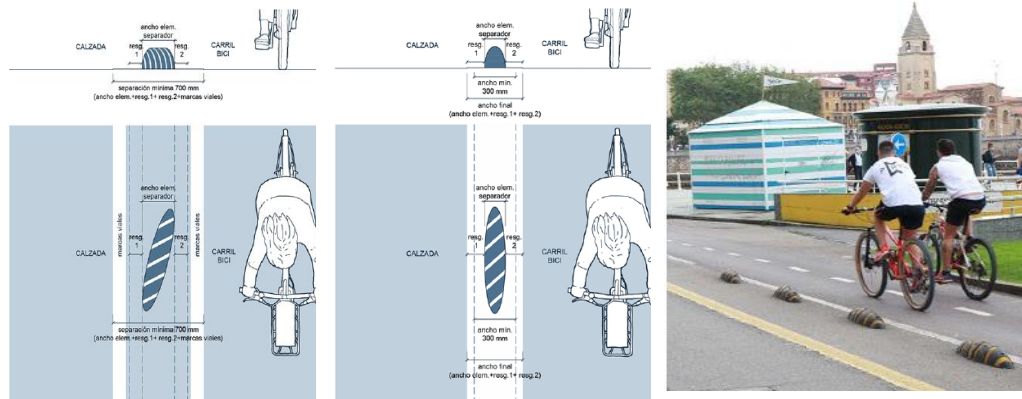 ancho elem.
separador
CALZADA
resg.
1
resg.
2
CARRIL
BICI
separación mínima 700 mm
(ancho elem.+resg.1+ resg.2+marcas viales)
ancho elem.
separador
marcas viales
resg.
1
resg.
2
marcas viales
CALZADA
CARRIL
BICI
separación mínima 700 mm
(ancho elem.+resg.1+ resg.2+marcas viales)
ancho elem.
separador
CALZADA
resg.
1
resg.
2
CARRIL
BICI
ancho min.
300 mm
ancho final
(ancho elem.+resg.1+ resg.2)
ancho elem.
separador
resg.
1
resg.
2
CALZADA
CARRIL
BICI
ancho min.
300 mm
ancho final
(ancho elem.+resg.1+ resg.2)